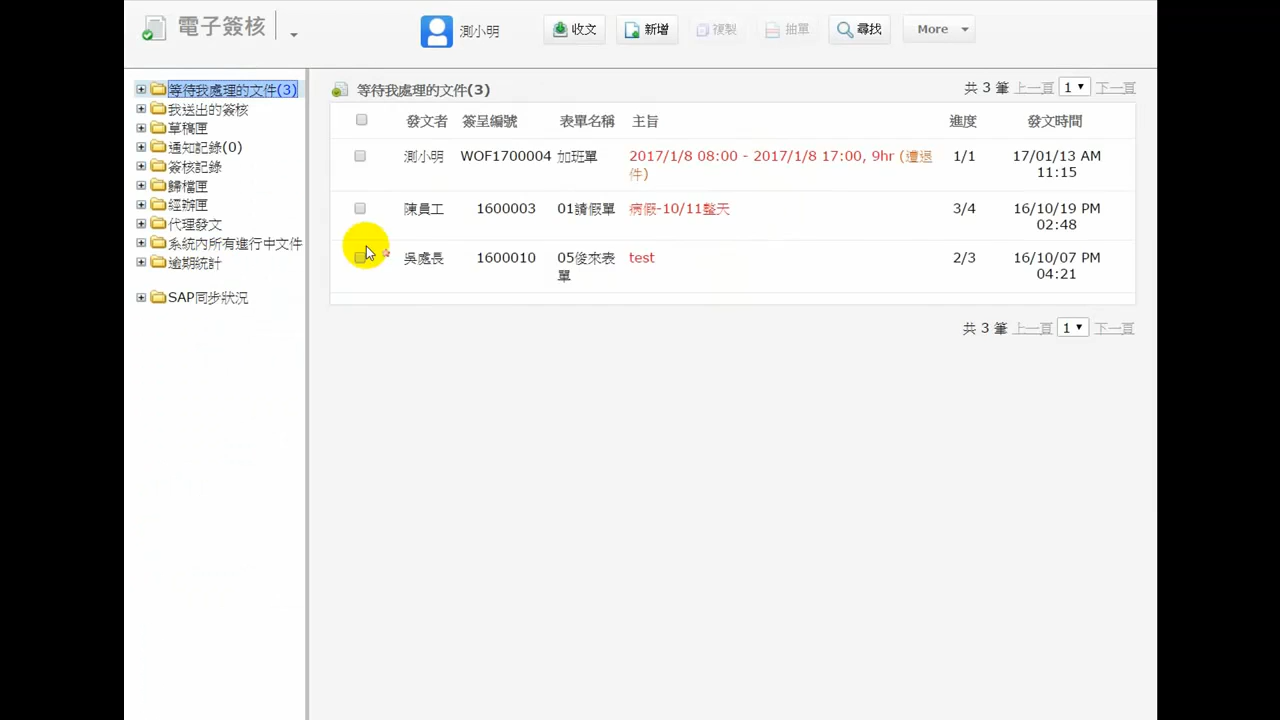 電子簽核
測小明
收文
新增
複製
抽單
尋找
More
等待我處理的文件(3)
我送出的簽核
草稿匣
通知記錄(0)
簽核記錄
歸檔匣
經辦匣
代理發文
系統內所有進行中文件
逾期統計
SAP同步狀況
等待我處理的文件(3)
共 3 筆 上一頁 1 下一頁
發文者 簽呈編號 表單名稱 主旨 進度 發文時間
測小明 WOF1700004 加班單 2017/1/8 08:00 - 2017/1/8 17:00, 9hr (遭退 1/1 17/01/13 AM
件) 11:15
陳員工 1600003 01請假單 病假-10/11整天 3/4 16/10/19 PM
02:48
吳處長 1600010 05俊來表 test 2/3 16/10/07 PM
單 04:21
共 3 筆 上一頁 1 下一頁